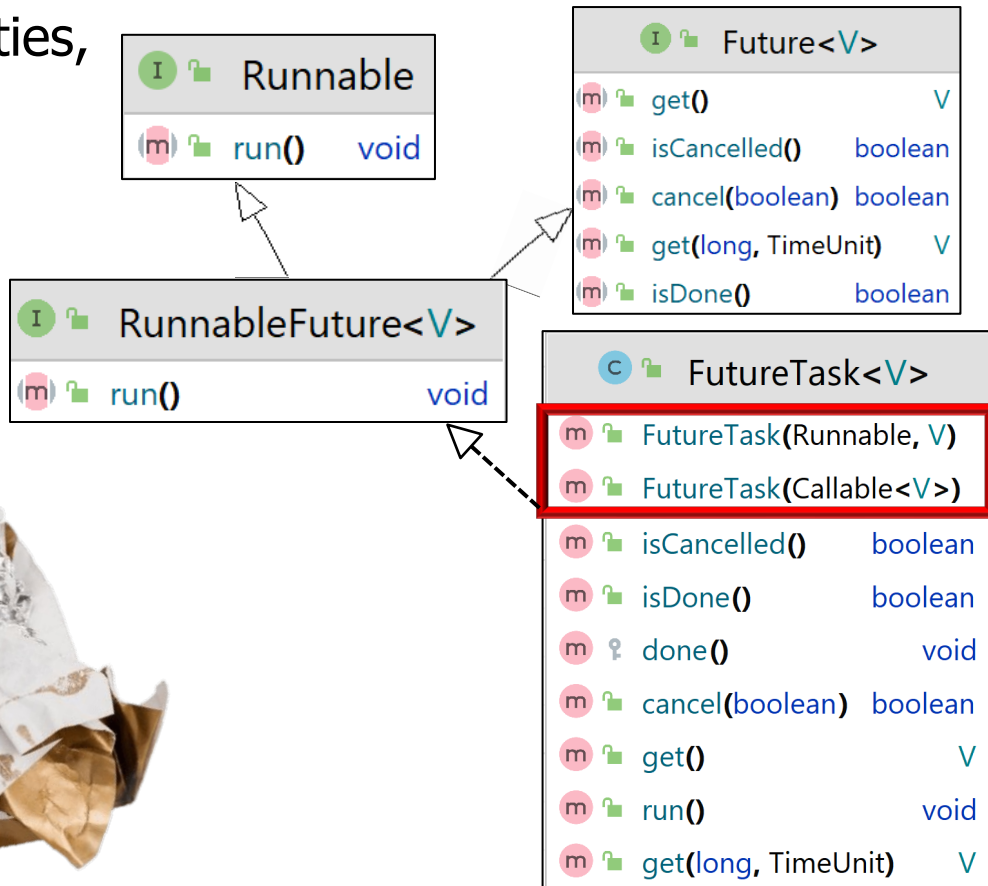 ties,
I Runnable
m run() void
I Future<V>
m get() V
m isCancelled() boolean
m cancel(boolean) boolean
m get(long, TimeUnit) V
m isDone() boolean
I RunnableFuture<V>
m run() void
C FutureTask<V>
m FutureTask(Runnable, V)
m FutureTask(Callable<V>)
m isCancelled() boolean
m isDone() boolean
m done() void
m cancel(boolean) boolean
m get() V
m run() void
m get(long, TimeUnit) V